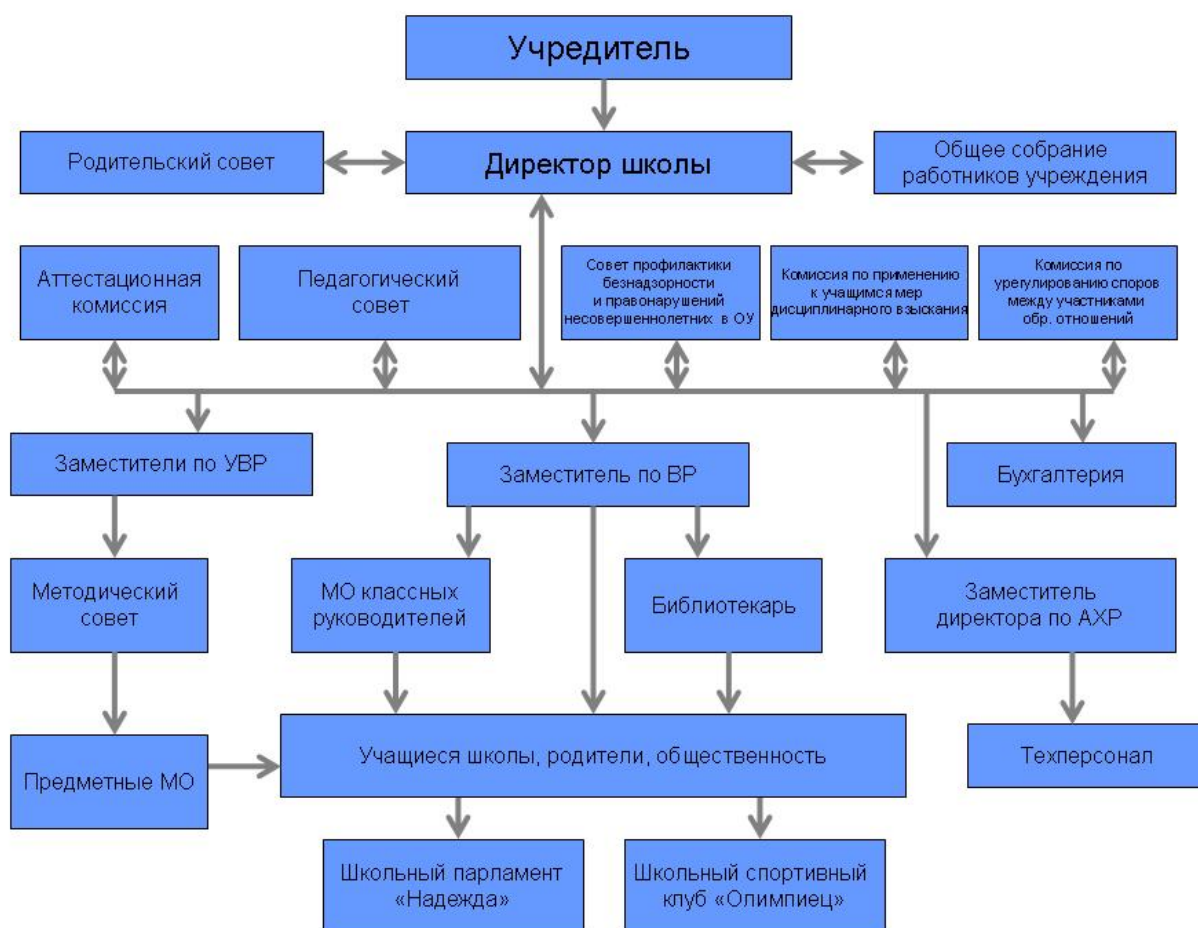 Учредитель
Родительский совет
Директор школы
Общее собрание
работников учреждения
Аттестационная
комиссия
Педагогический
совет
Совет профилактики
безнадзорности
и правонарушений
несовершеннолетних в ОУ
Комиссия по применению
к учащимся мер
дисциплинарного взыскания
Комиссия по
урегулированию споров
между участниками
обр. отношений
Заместители по УВР
Заместитель по ВР
Бухгалтерия
Методический
совет
МО классных
руководителей
Библиотекарь
Заместитель
директора по АХР
Предметные МО
Учащиеся школы, родители, общественность
Техперсонал
Школьный парламент
«Надежда»
Школьный спортивный
клуб «Олимпиец»